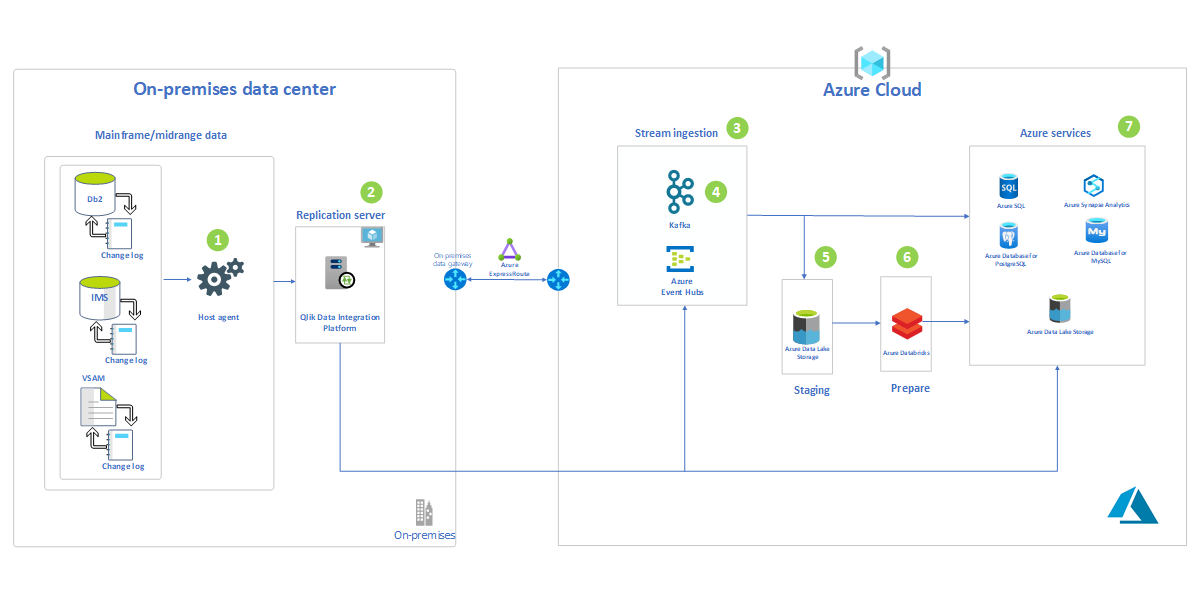 On-premises data center
Mainframe/midrange data
Db2
Change log
IMS
Change log
VSAM
Change log
1
Host agent
2
Replication server
Qlik Data Integration
Platform
On-premises
On premises
data gateway
Azure
ExpressRoute
Azure Cloud
Stream ingestion
3
4
Kafka
Azure
Event Hubs
5
Azure Data Lake
Storage
Staging
6
Azure Databricks
Prepare
Azure services
7
SQL
Azure SQL
Azure Synapse Analytics
Azure Database for
PostgreSQL
My
Azure Database for
MySQL
Azure Data Lake Storage